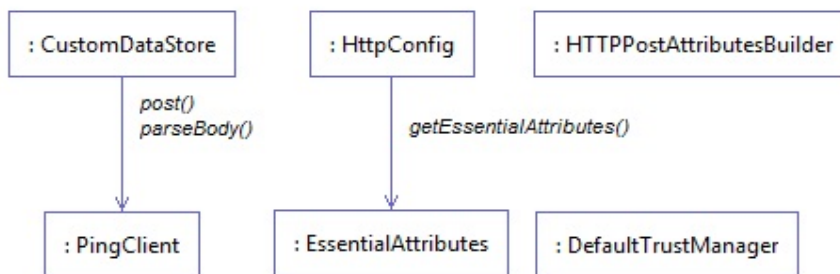 : CustomDataStore
: HttpConfig
: HTTPPostAttributesBuilder
post()
parseBody()
getEssentialAttributes()
: PingClient
: EssentialAttributes
: DefaultTrustManager